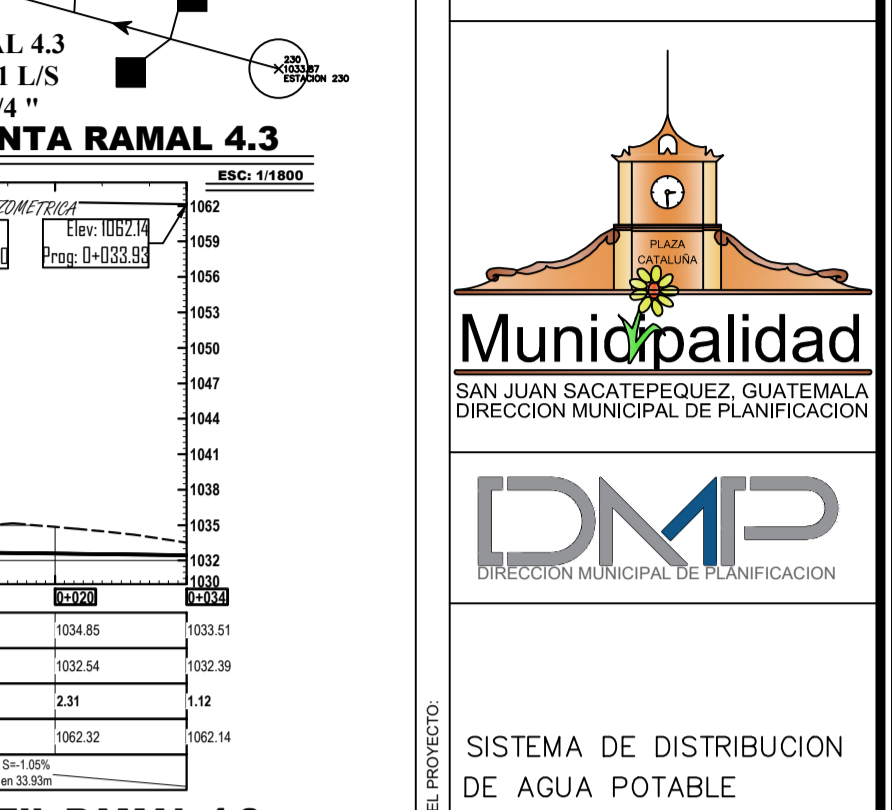 230
1033.87
ESTACION 230
AL 4.3
1 L/S
/4 "
NTA RAMAL 4.3
ESC: 1/1800
ZOMETRICA
Elev: 1062.14
Prog: 0+033.93
0
1062
1059
1056
1053
1050
1047
1044
1041
1038
1035
1032
1030
0+020 0+034
1034.85 1033.51
1032.54 1032.39
2.31 1.12
1062.32 1062.14
S=-1.05%
en 33.93m
PLAZA
CATALUÑA
Municipalidad
SAN JUAN SACATEPEQUEZ, GUATEMALA
DIRECCION MUNICIPAL DE PLANIFICACION
DMP
DIRECCION MUNICIPAL DE PLANIFICACION
EL PROYECTO:
SISTEMA DE DISTRIBUCION
DE AGUA POTABLE